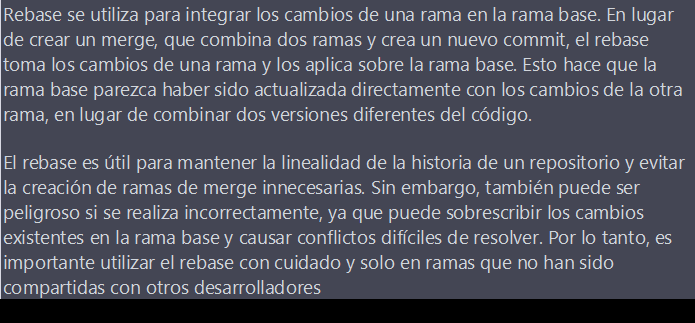 Rebase se utiliza para integrar los cambios de una rama en la rama base. En lugar
de crear un merge, que combina dos ramas y crea un nuevo commit, el rebase
toma los cambios de una rama y los aplica sobre la rama base. Esto hace que la
rama base parezca haber sido actualizada directamente con los cambios de la otra
rama, en lugar de combinar dos versiones diferentes del código.
El rebase es útil para mantener la linealidad de la historia de un repositorio y evitar
la creación de ramas de merge innecesarias. Sin embargo, también puede ser
peligroso si se realiza incorrectamente, ya que puede sobrescribir los cambios
existentes en la rama base y causar conflictos difíciles de resolver. Por lo tanto, es
importante utilizar el rebase con cuidado y solo en ramas que no han sido
compartidas con otros desarrolladores